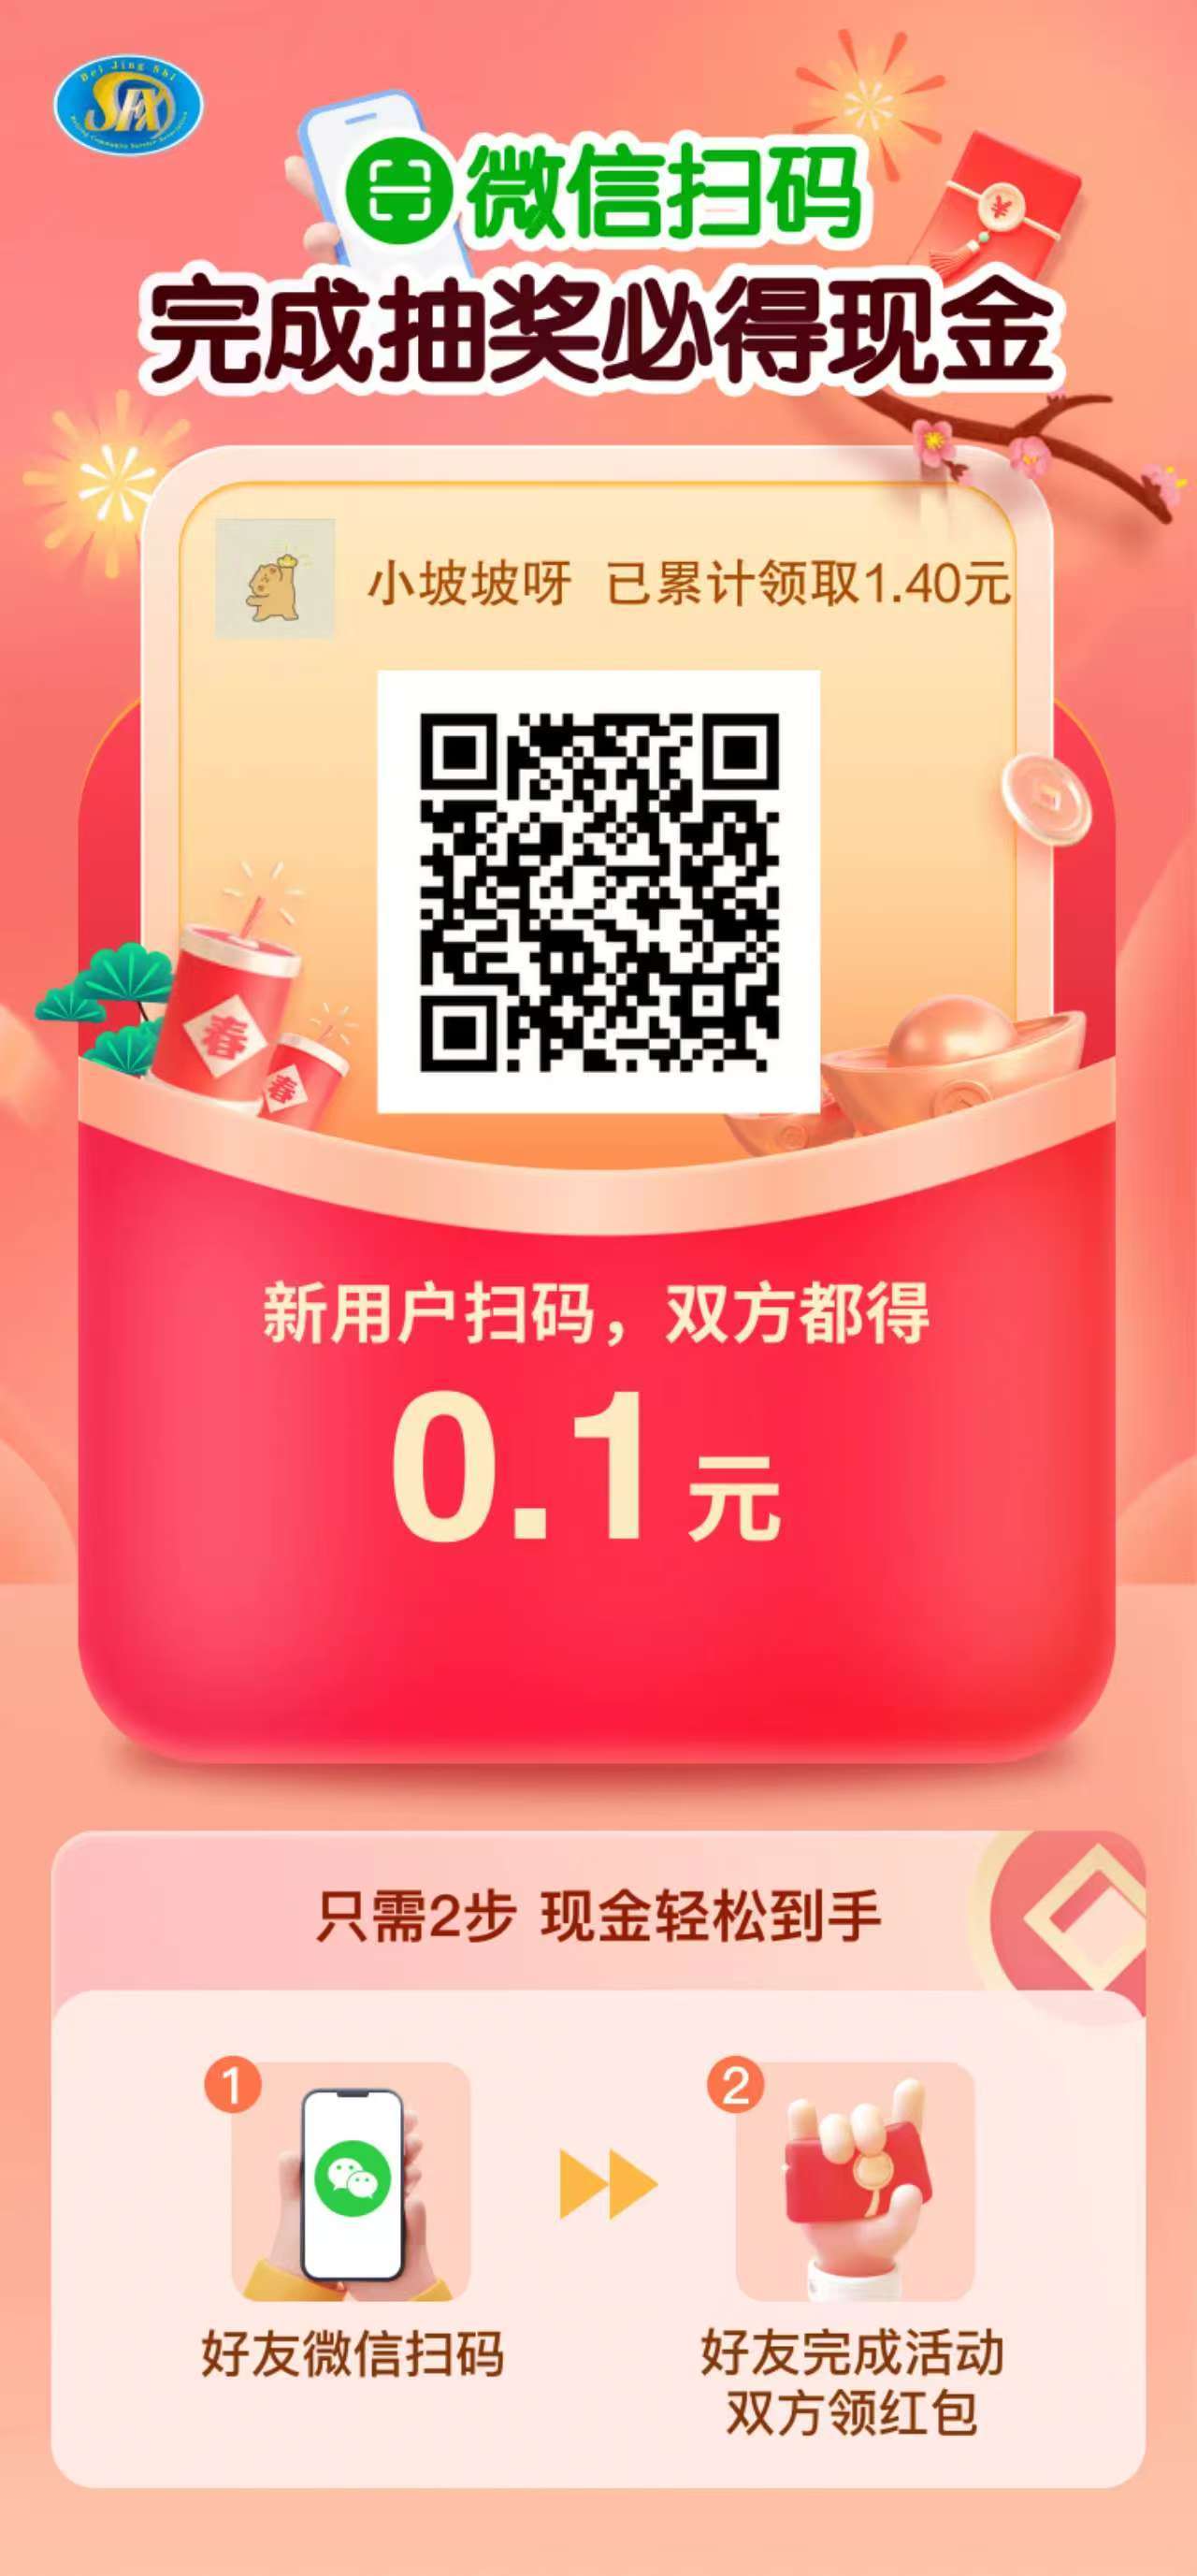 Bei Jing Shi
SFX
Beijing Community Service Association
微信扫码
完成抽奖必得现金
小坡坡呀 已累计领取1.40元
春
春
新用户扫码，双方都得
0.1元
只需2步 现金轻松到手
1
2
好友微信扫码
好友完成活动
双方领红包